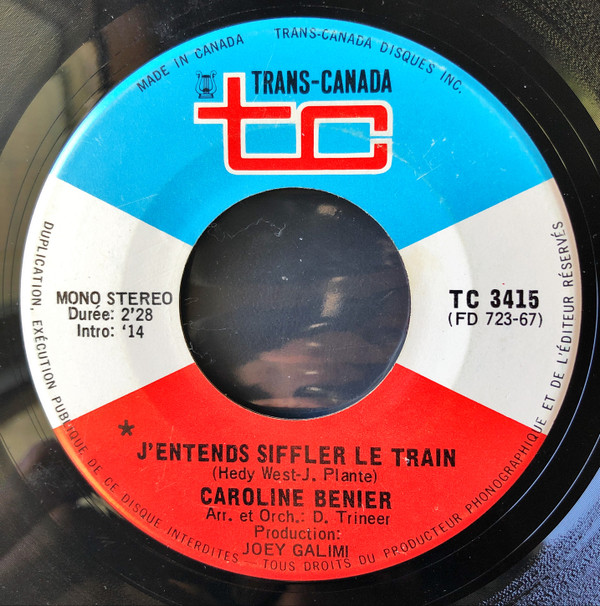 MADE IN CANADA TRANS-CANADA DISQUES INC.
TRANS-CANADA
tc
MONO STEREO
Durée: 2'28
Intro: '14
TC 3415
(FD 723-67)
*
J'ENTENDS SIFFLER LE TRAIN
(Hedy West-J. Plante)
CAROLINE BENIER
Arr. et Orch.: D. Trineer
Production:
JOEY GALIMI
DUPLICATION, EXÉCUTION PUBLIQUE DE CE DISQUE INTERDITES - TOUS DROITS DU PRODUCTEUR PHONOGRAPHIQUE ET DE L'ÉDITEUR RÉSERVÉS